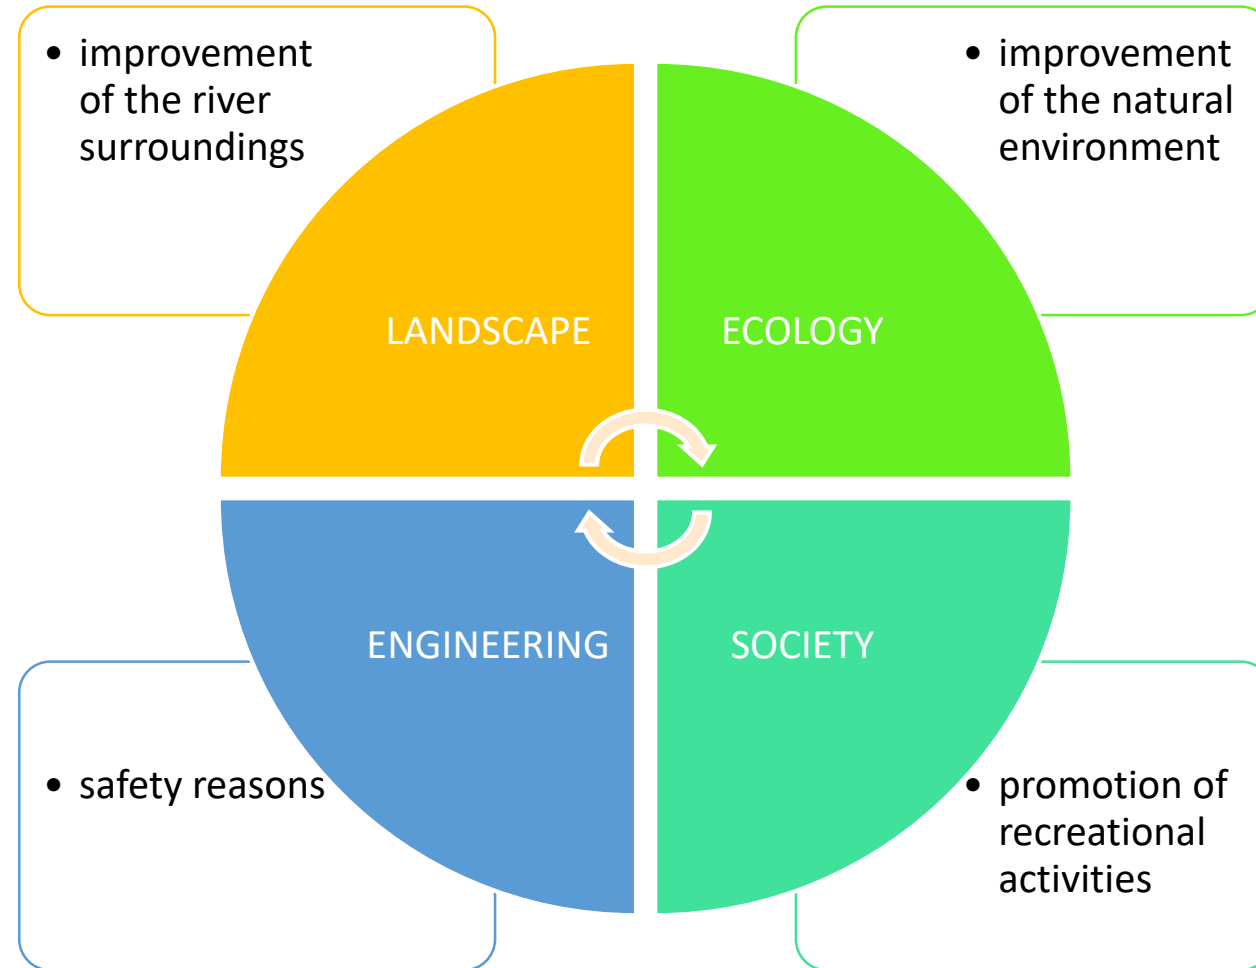 • improvement
of the river
surroundings
• improvement
of the natural
environment
LANDSCAPE
ECOLOGY
ENGINEERING
SOCIETY
• safety reasons
• promotion of
recreational
activities